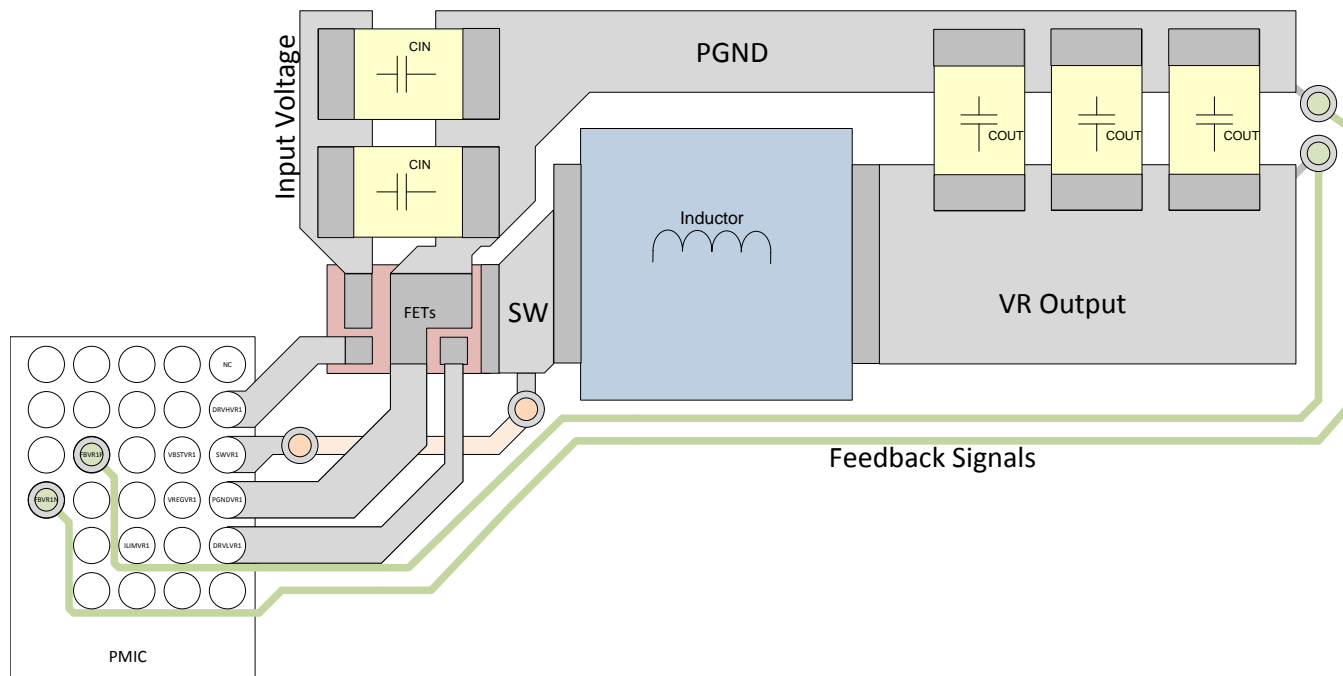 Input Voltage
CIN
CIN
PGND
COUT
COUT
COUT
Inductor
FETs
SW
VR Output
NC
DRVHVR1
FBVR1P
VBSTVR1
SWVR1
FBVR1N
VREGVR1
PGNDVR1
ILIMVR1
DRVLVR1
Feedback Signals
PMIC